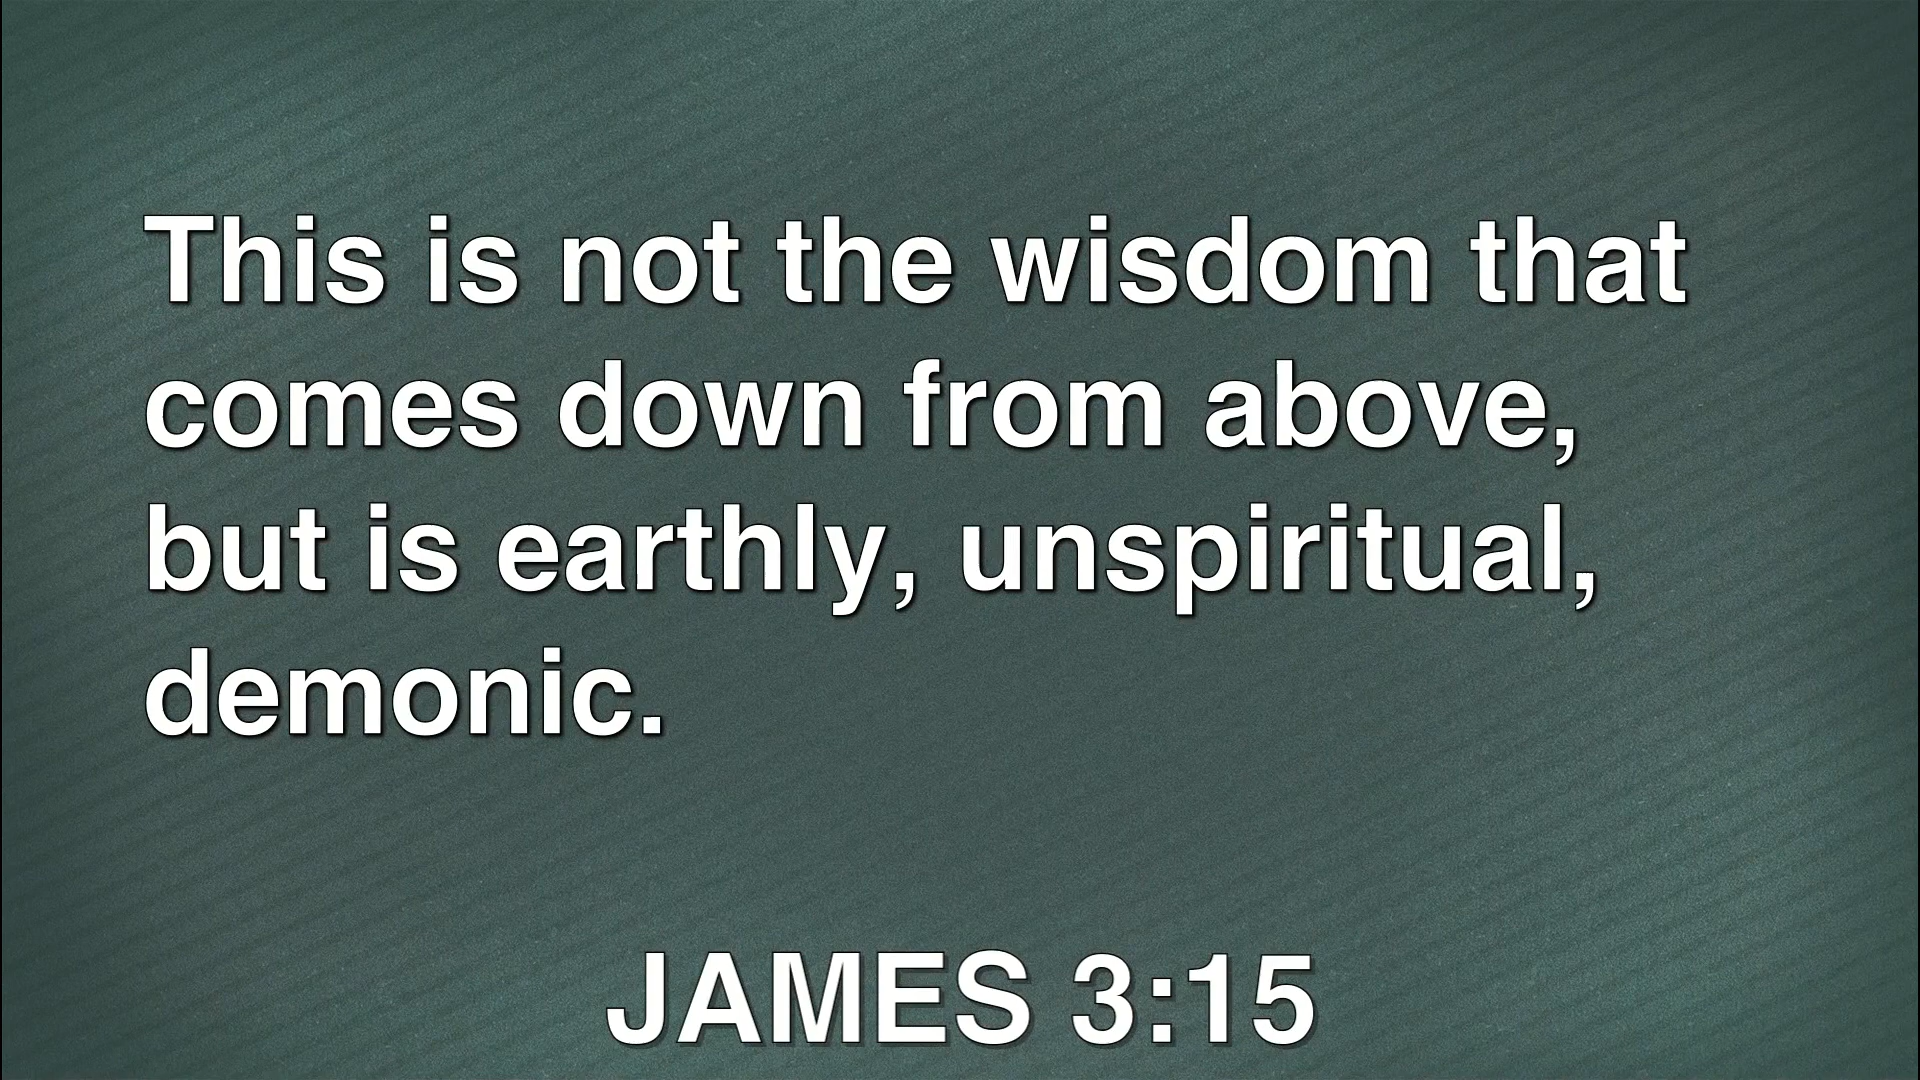 This is not the wisdom that
comes down from above,
but is earthly, unspiritual,
demonic.
JAMES 3:15